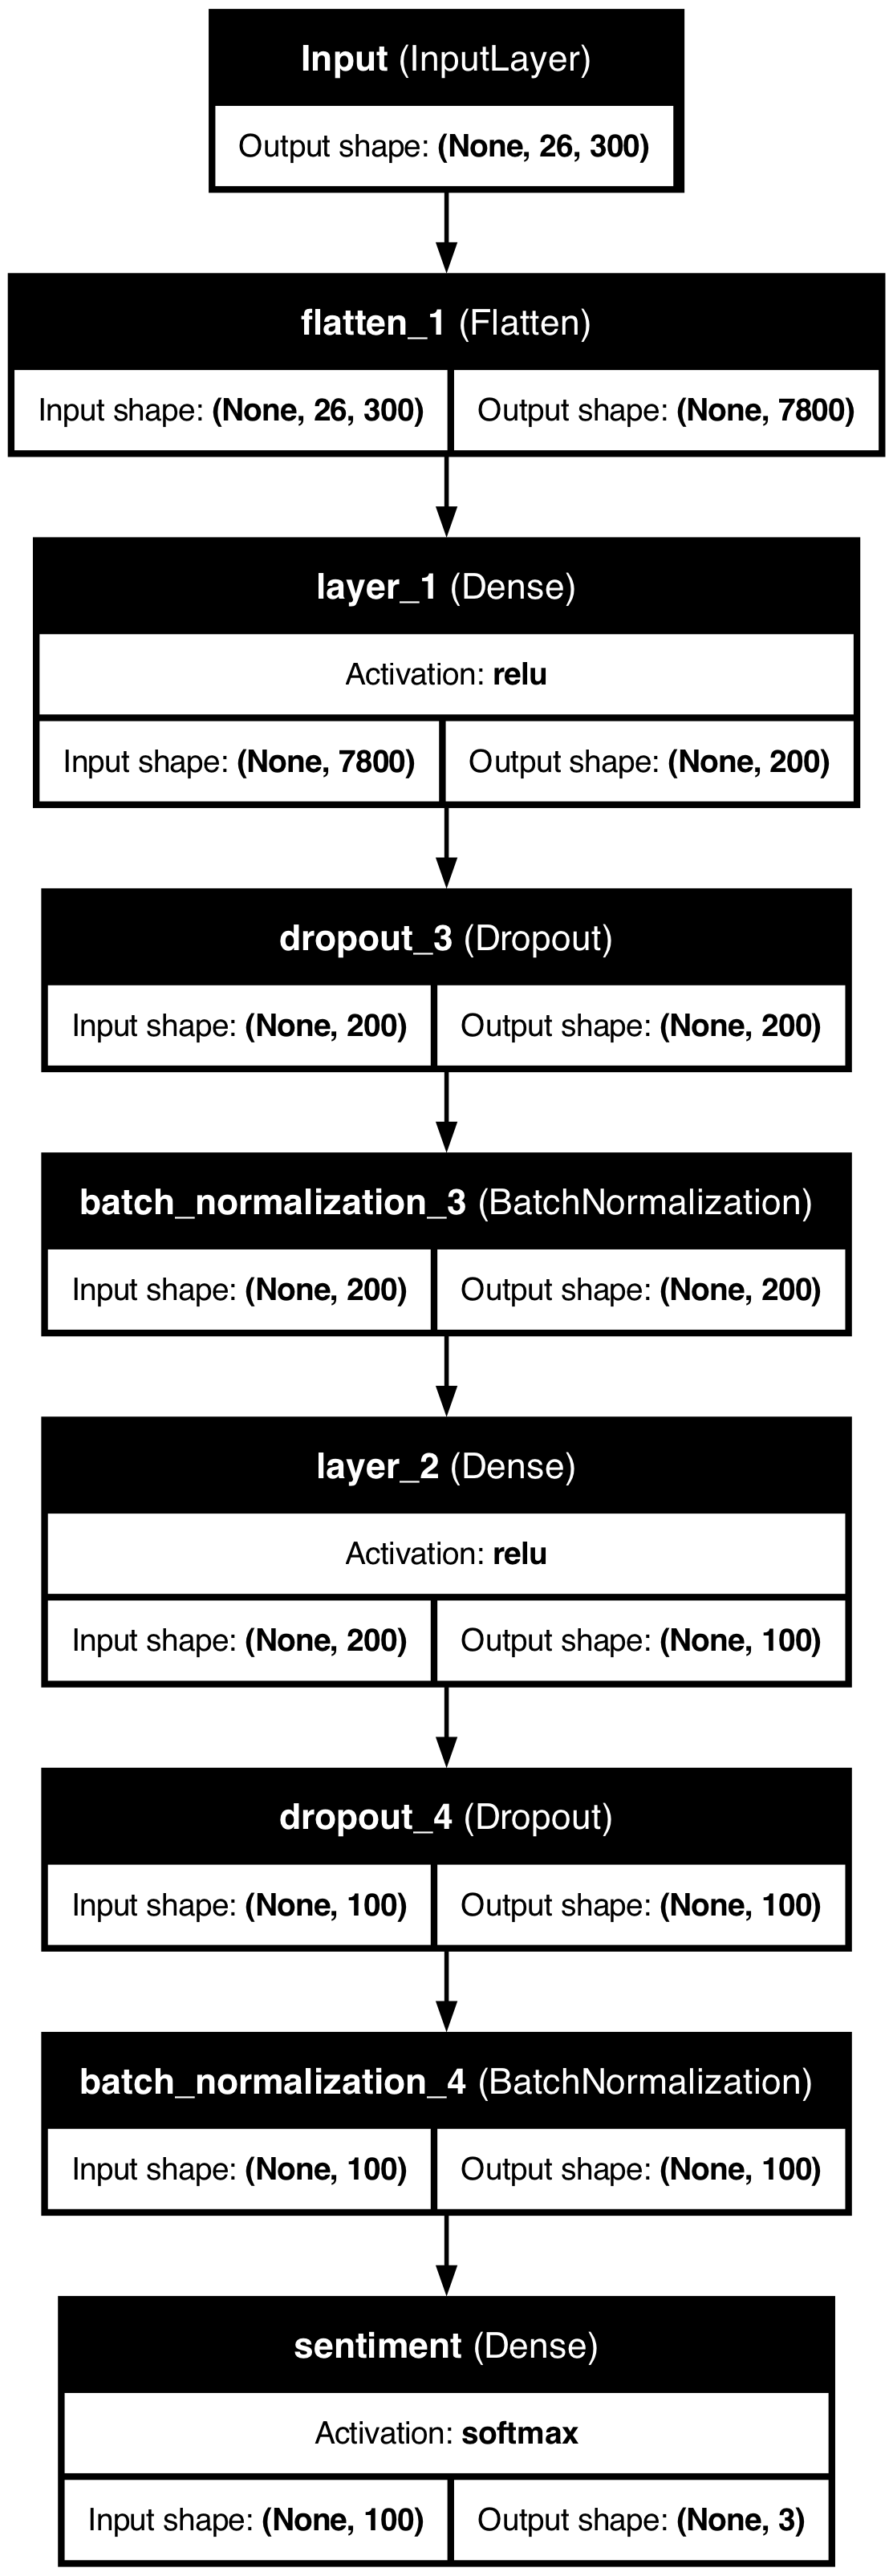 Input (InputLayer)
Output shape: (None, 26, 300)
flatten_1 (Flatten)
Input shape: (None, 26, 300) Output shape: (None, 7800)
layer_1 (Dense)
Activation: relu
Input shape: (None, 7800) Output shape: (None, 200)
dropout_3 (Dropout)
Input shape: (None, 200) Output shape: (None, 200)
batch_normalization_3 (BatchNormalization)
Input shape: (None, 200) Output shape: (None, 200)
layer_2 (Dense)
Activation: relu
Input shape: (None, 200) Output shape: (None, 100)
dropout_4 (Dropout)
Input shape: (None, 100) Output shape: (None, 100)
batch_normalization_4 (BatchNormalization)
Input shape: (None, 100) Output shape: (None, 100)
sentiment (Dense)
Activation: softmax
Input shape: (None, 100) Output shape: (None, 3)